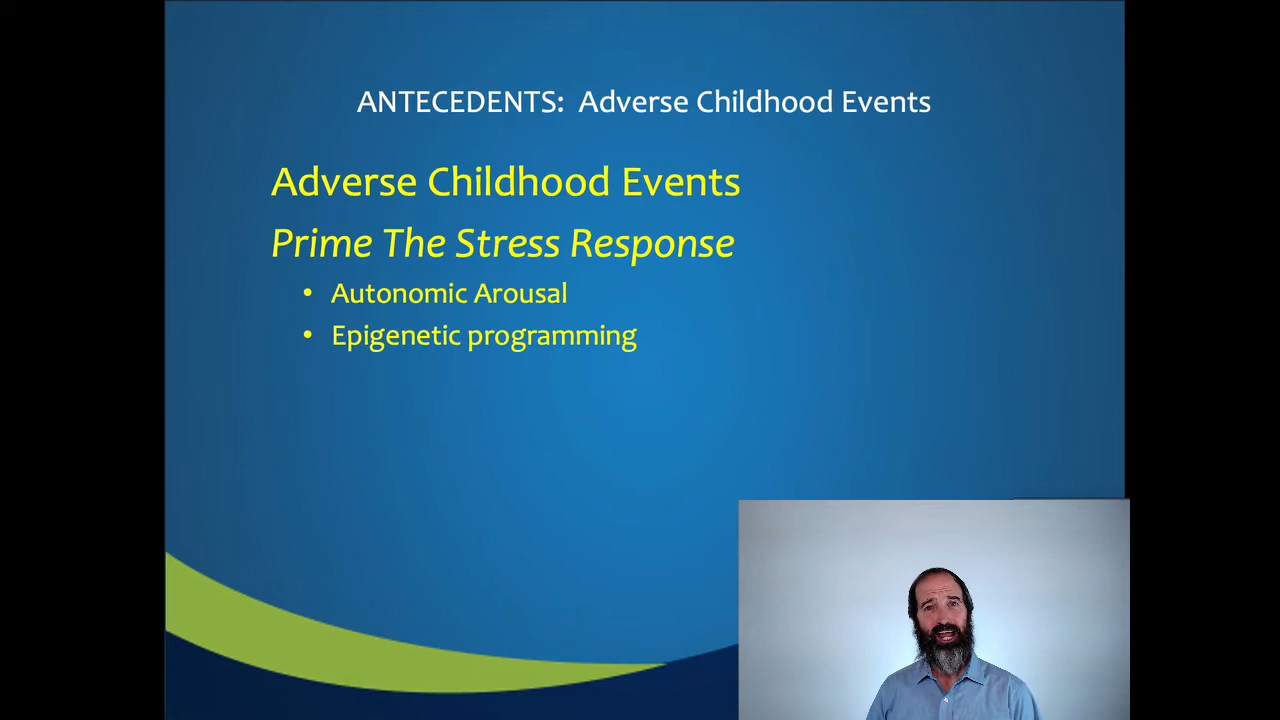 ANTECEDENTS: Adverse Childhood Events
Adverse Childhood Events
Prime The Stress Response
• Autonomic Arousal
• Epigenetic programming